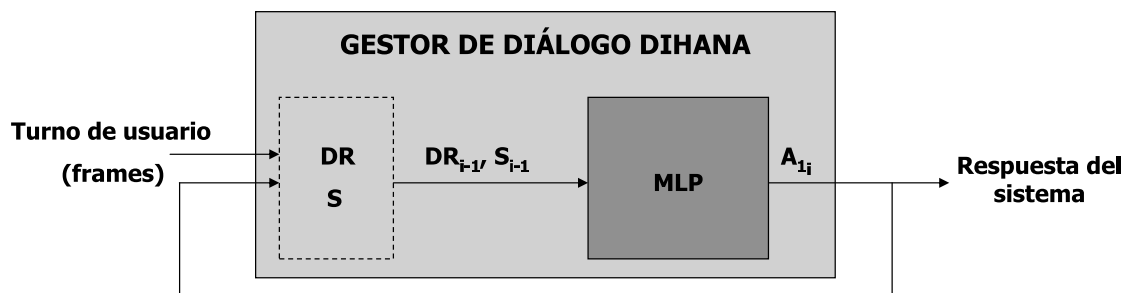 GESTOR DE DIÁLOGO DIHANA
Turno de usuario
(frames)
DR
S
DRi-1, Si-1
MLP
A1i
Respuesta del
sistema